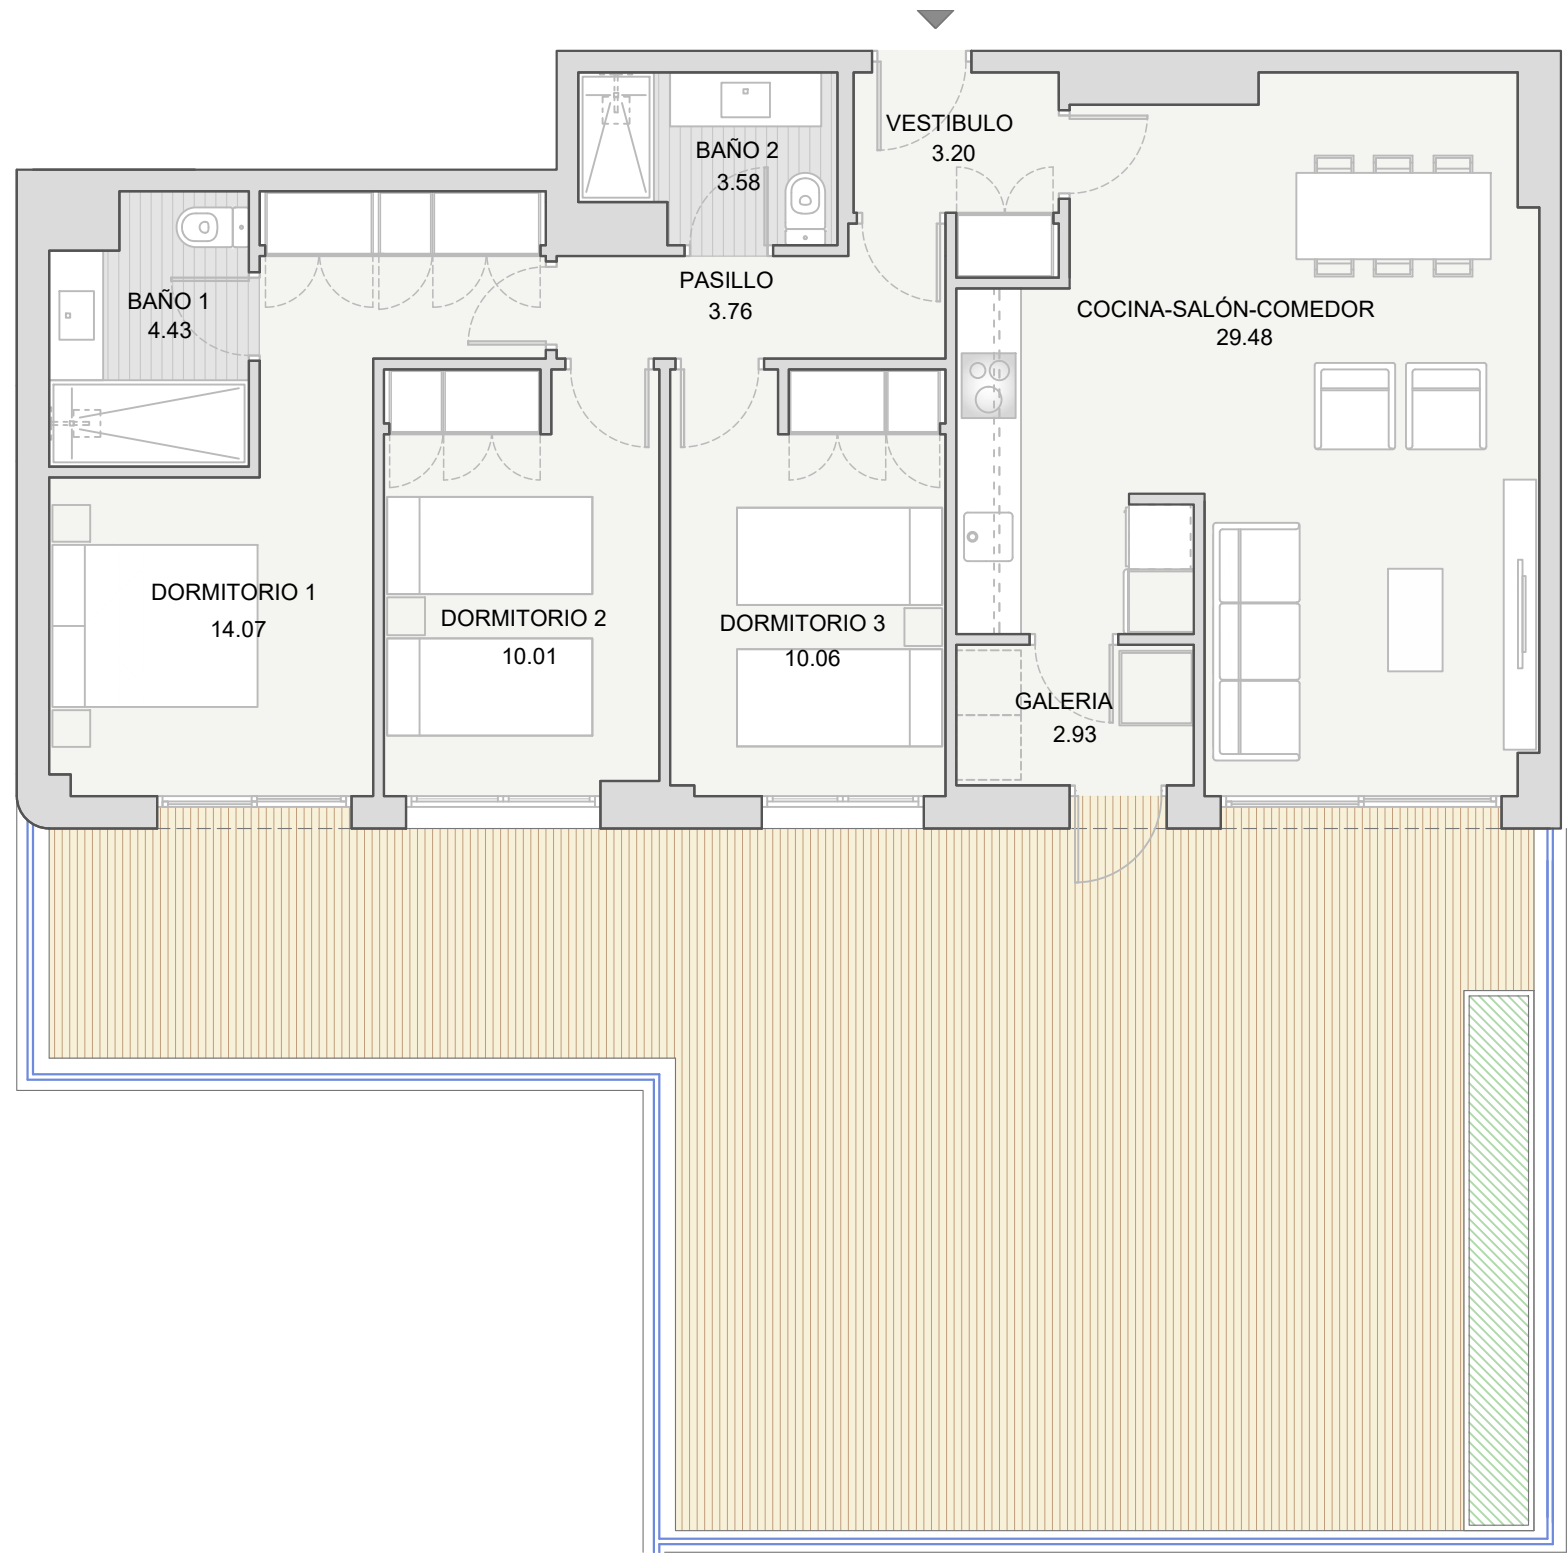 VESTIBULO
3.20
BAÑO 2
3.58
PASILLO
3.76
BAÑO 1
4.43
COCINA-SALÓN-COMEDOR
29.48
DORMITORIO 1
14.07
DORMITORIO 2
10.01
DORMITORIO 3
10.06
GALERIA
2.93